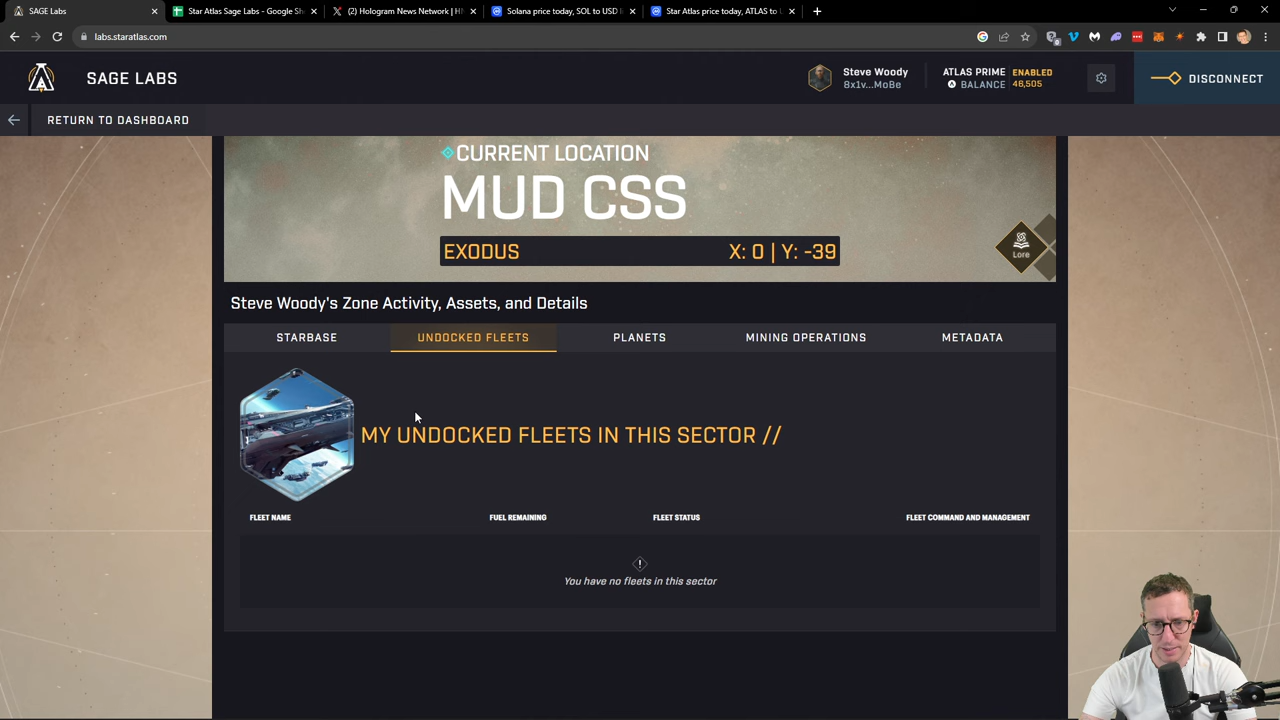 SAGE Labs
Star Atlas Sage Labs - Google She
(2) Hologram News Network | H
Solana price today, SOL to USD l
Star Atlas price today, ATLAS to U
labs.staratlas.com
SAGE LABS
Steve Woody
8x1v...MoBe
ATLAS PRIME ENABLED
BALANCE 46,505
DISCONNECT
RETURN TO DASHBOARD
CURRENT LOCATION
MUD CSS
EXODUS X: 0 | Y: -39
Lore
Steve Woody's Zone Activity, Assets, and Details
STARBASE UNDOCKED FLEETS PLANETS MINING OPERATIONS METADATA
MY UNDOCKED FLEETS IN THIS SECTOR //
FLEET NAME FUEL REMAINING FLEET STATUS FLEET COMMAND AND MANAGEMENT
You have no fleets in this sector